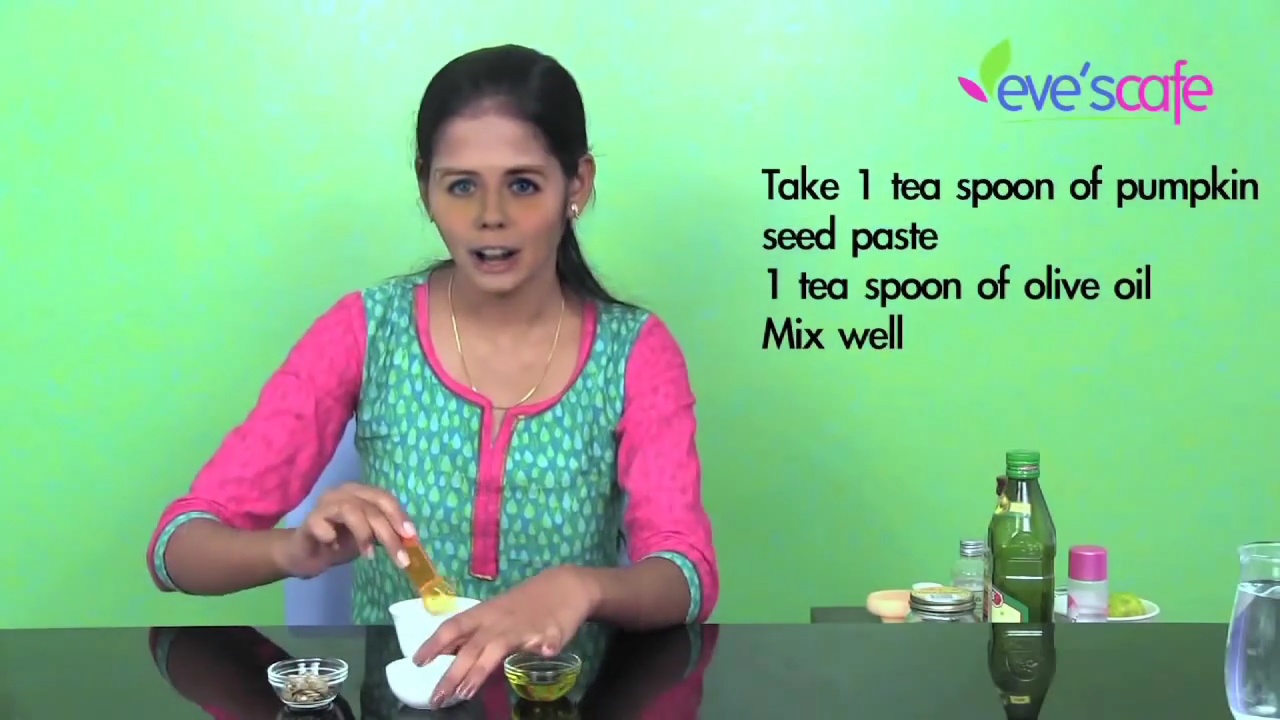 eve'scafe
Take 1 tea spoon of pumpkin
seed paste
1 tea spoon of olive oil
Mix well